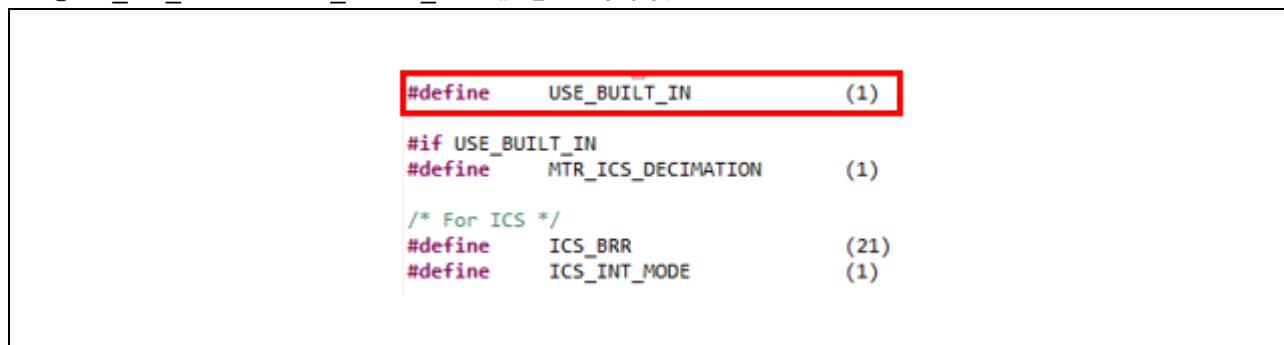 #define USE_BUILT_IN (1)
#if USE_BUILT_IN
#define MTR_ICS_DECIMATION (1)
/* For ICS */
#define ICS_BRR (21)
#define ICS_INT_MODE (1)